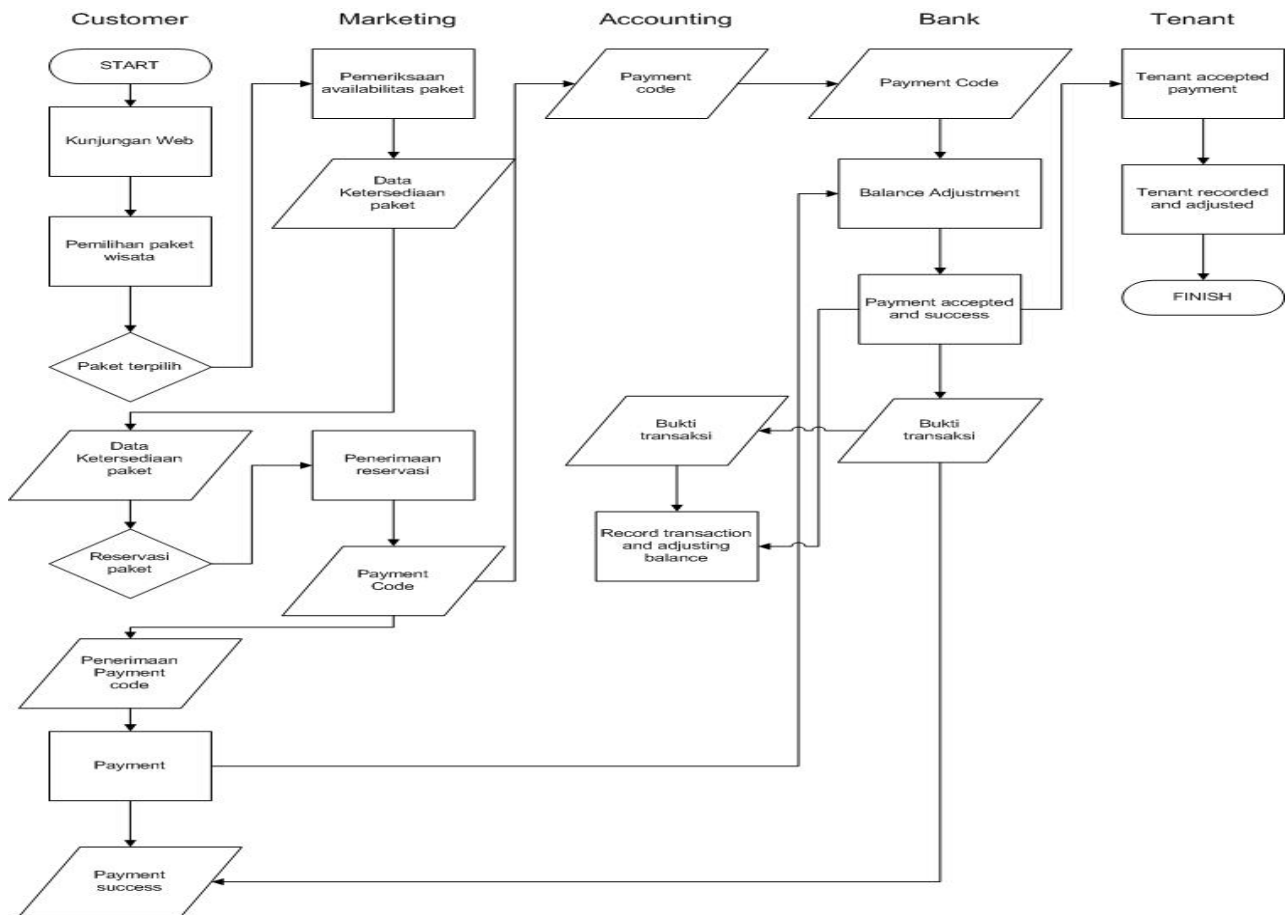 Customer
Marketing
Accounting
Bank
Tenant
START
Kunjungan Web
Pemilihan paket
wisata
Paket terpilih
Data
Ketersediaan
paket
Reservasi
paket
Penerimaan
Payment
code
Payment
Payment
success
Pemeriksaan
availabilitas paket
Data
Ketersediaan
paket
Penerimaan
reservasi
Payment
Code
Payment
code
Bukti
transaksi
Record transaction
and adjusting
balance
Payment Code
Balance Adjustment
Payment accepted
and success
Bukti
transaksi
Tenant accepted
payment
Tenant recorded
and adjusted
FINISH